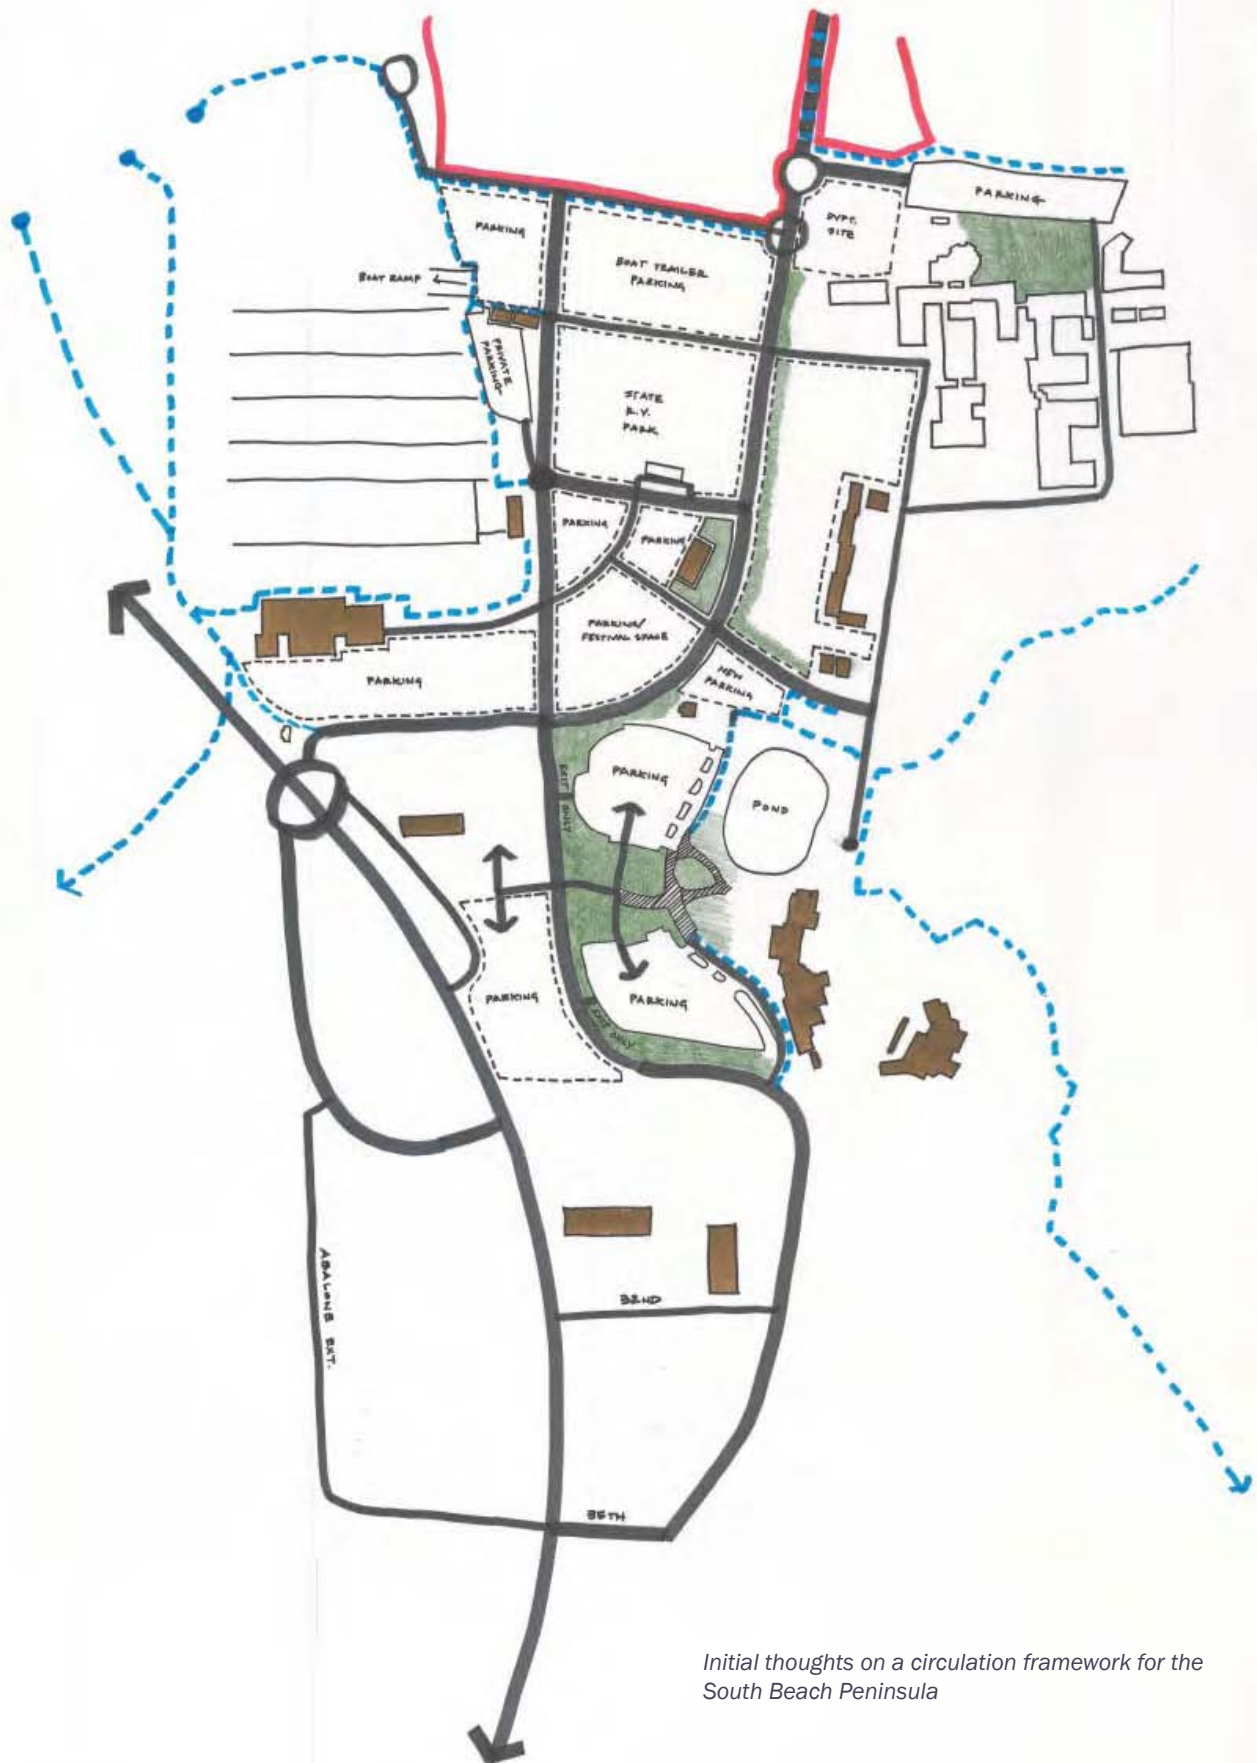 PARKING
PARKING
DVPT.
SITE
BOAT TRAILER
PARKING
BOAT RAMP
PRIVATE
PARKING
STATE
R.V.
PARK
PARKING
PARKING
PARKING/
FESTIVAL SPACE
PARKING
NEW
PARKING
EXIT ONLY
PARKING
POND
PARKING
PARKING
EXIT ONLY
32ND
ABALONE EXT.
35TH
Initial thoughts on a circulation framework for the
South Beach Peninsula